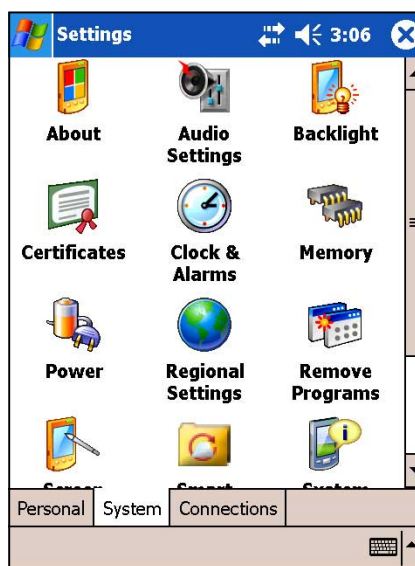 Settings 3:06
About Audio Settings Backlight
Certificates Clock & Alarms Memory
Power Regional Settings Remove Programs
Personal System Connections